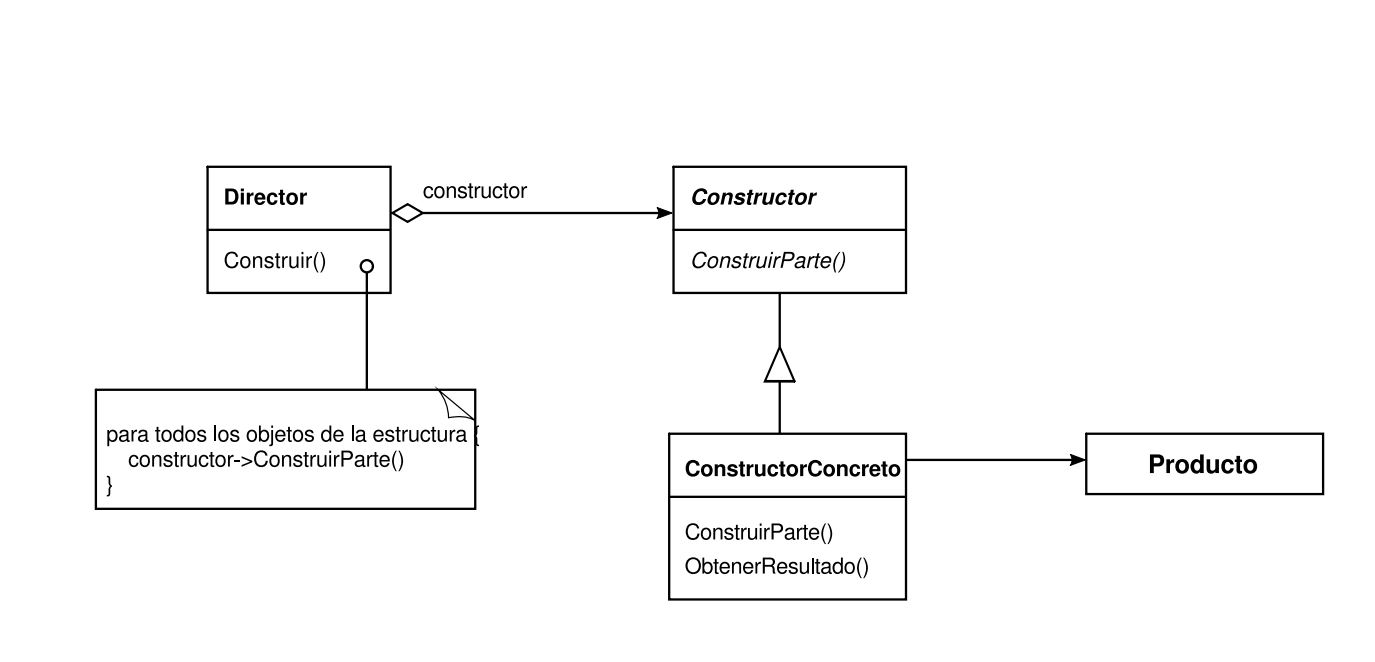 Director
constructor
Constructor
Construir()
ConstruirParte()
para todos los objetos de la estructura {
constructor->ConstruirParte()
}
ConstructorConcreto
Producto
ConstruirParte()
ObtenerResultado()